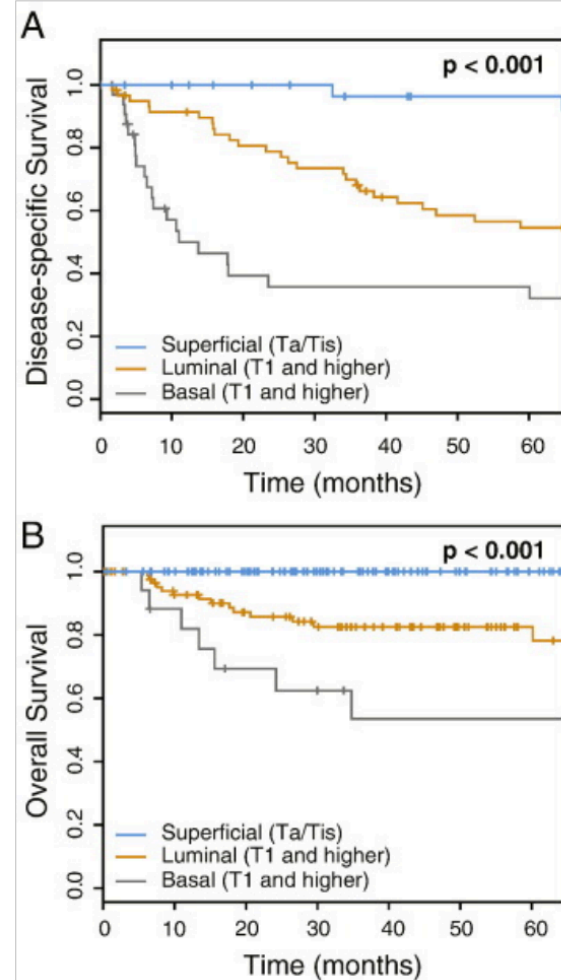 A
p < 0.001
Disease-specific Survival
1.0
0.8
0.6
0.4
0.2
0.0
Superficial (Ta/Tis)
Luminal (T1 and higher)
Basal (T1 and higher)
0 10 20 30 40 50 60
Time (months)
B
p < 0.001
Overall Survival
1.0
0.8
0.6
0.4
0.2
0.0
Superficial (Ta/Tis)
Luminal (T1 and higher)
Basal (T1 and higher)
0 10 20 30 40 50 60
Time (months)